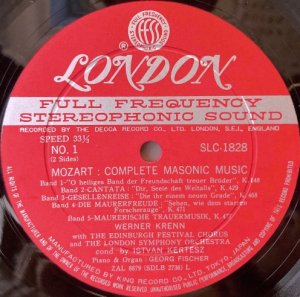 FULL FREQUENCY
LONDON
FULL FREQUENCY
STEREOPHONIC SOUND
RECORDED BY THE DECCA RECORD CO., LTD. LONDON, S.E.I., ENGLAND
SPEED 33⅓
NO. 1
(2 Sides)
SLC-1828
MOZART : COMPLETE MASONIC MUSIC
Band 1-"O heiliges Band der Freundschaft treuer Brüder", K. 148
Band 2-CANTATA: "Dir, Seele des Weltalls", K. 429
Band 3-GESELLENREISE: "Die ihr einem neuen Grade", K. 468
Band 4-DIE MAURERFREUDE: "Sehen, wie dem starren
Forscherauge", K. 471
Band 5-MAURERISCHE TRAUERMUSIK, K. 477
WERNER KRENN
with the EDINBURGH FESTIVAL CHORUS and
THE LONDON SYMPHONY ORCHESTRA
cond by ISTVAN KERTESZ
Piano & Organ: GEORG FISCHER
ZAL 8679 (SDLB 2736)
MANUFACTURED BY KING RECORD CO., LTD. TOKYO, JAPAN